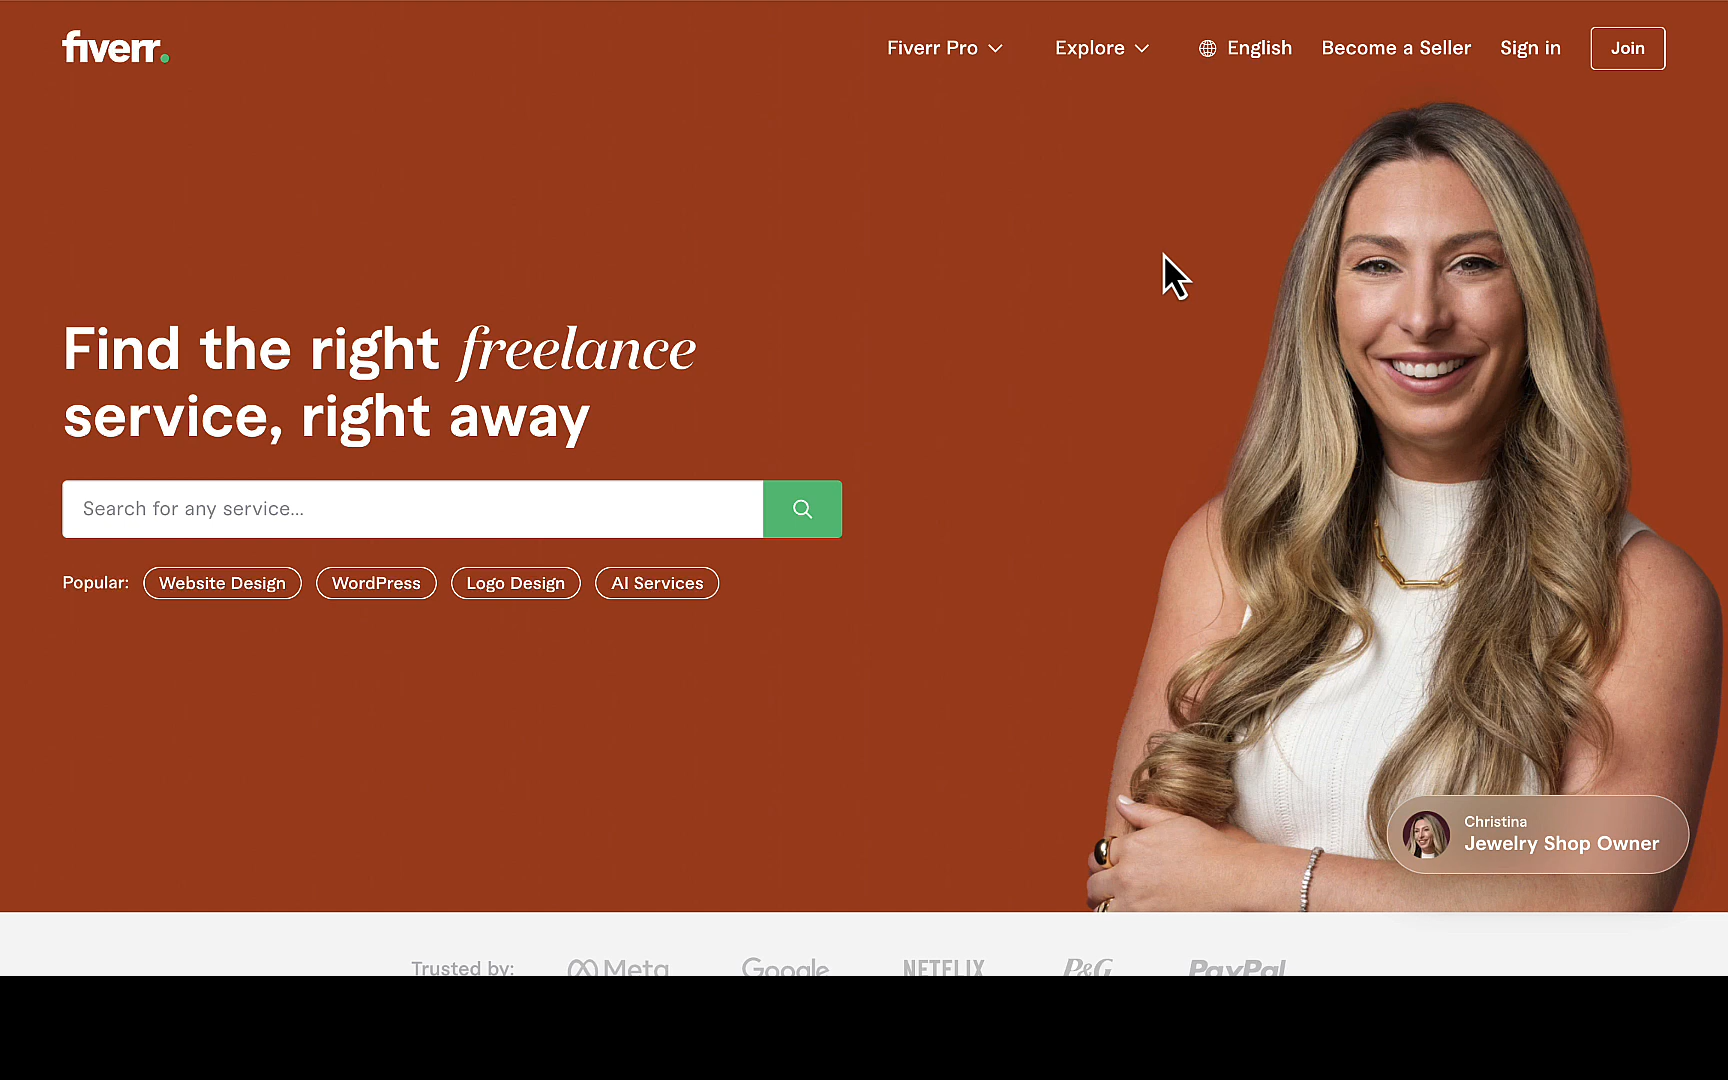 fiverr.
Fiverr Pro
Explore
English
Become a Seller
Sign in
Join
Find the right freelance
service, right away
Search for any service...
Popular:
Website Design
WordPress
Logo Design
AI Services
Christina
Jewelry Shop Owner
Trusted by:
Meta
Google
NETFLIX
P&G
PayPal